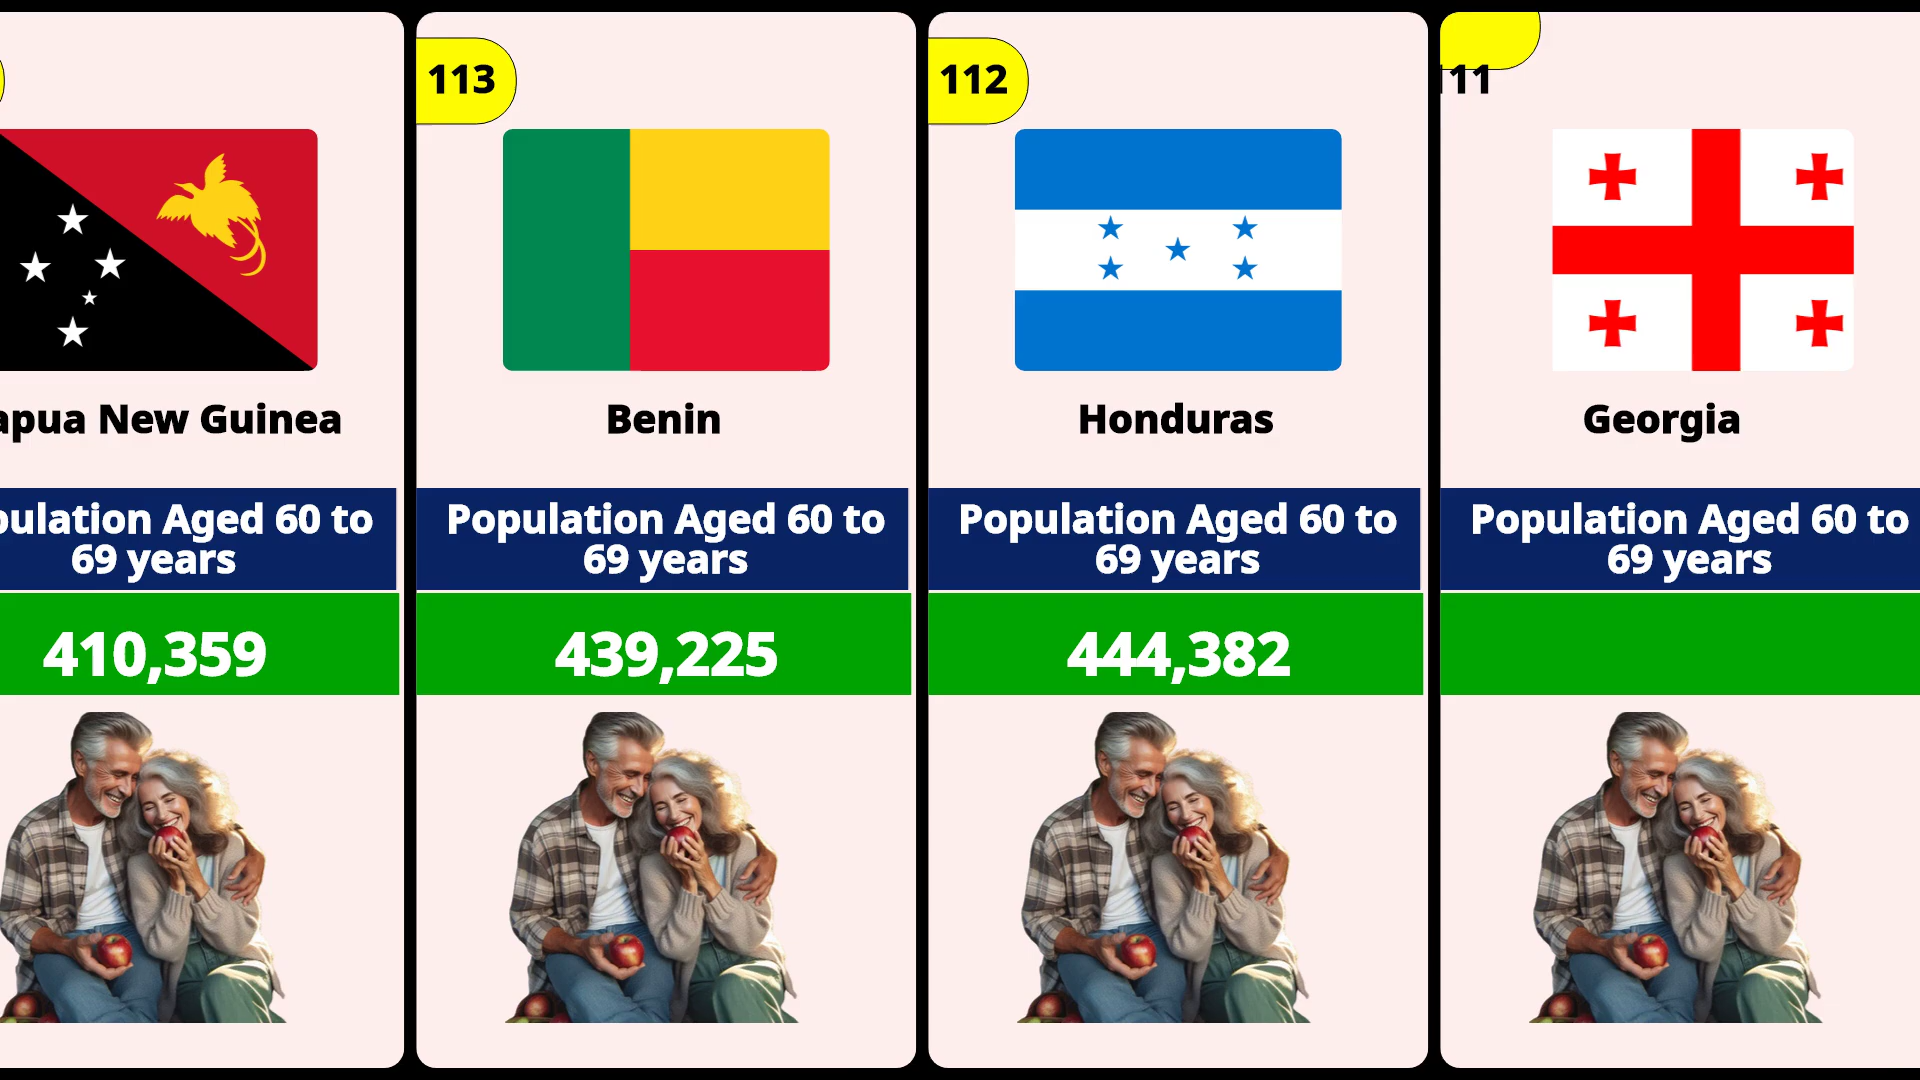 apua New Guinea
pulation Aged 60 to
69 years
410,359
113
Benin
Population Aged 60 to
69 years
439,225
112
Honduras
Population Aged 60 to
69 years
444,382
111
Georgia
Population Aged 60 to
69 years